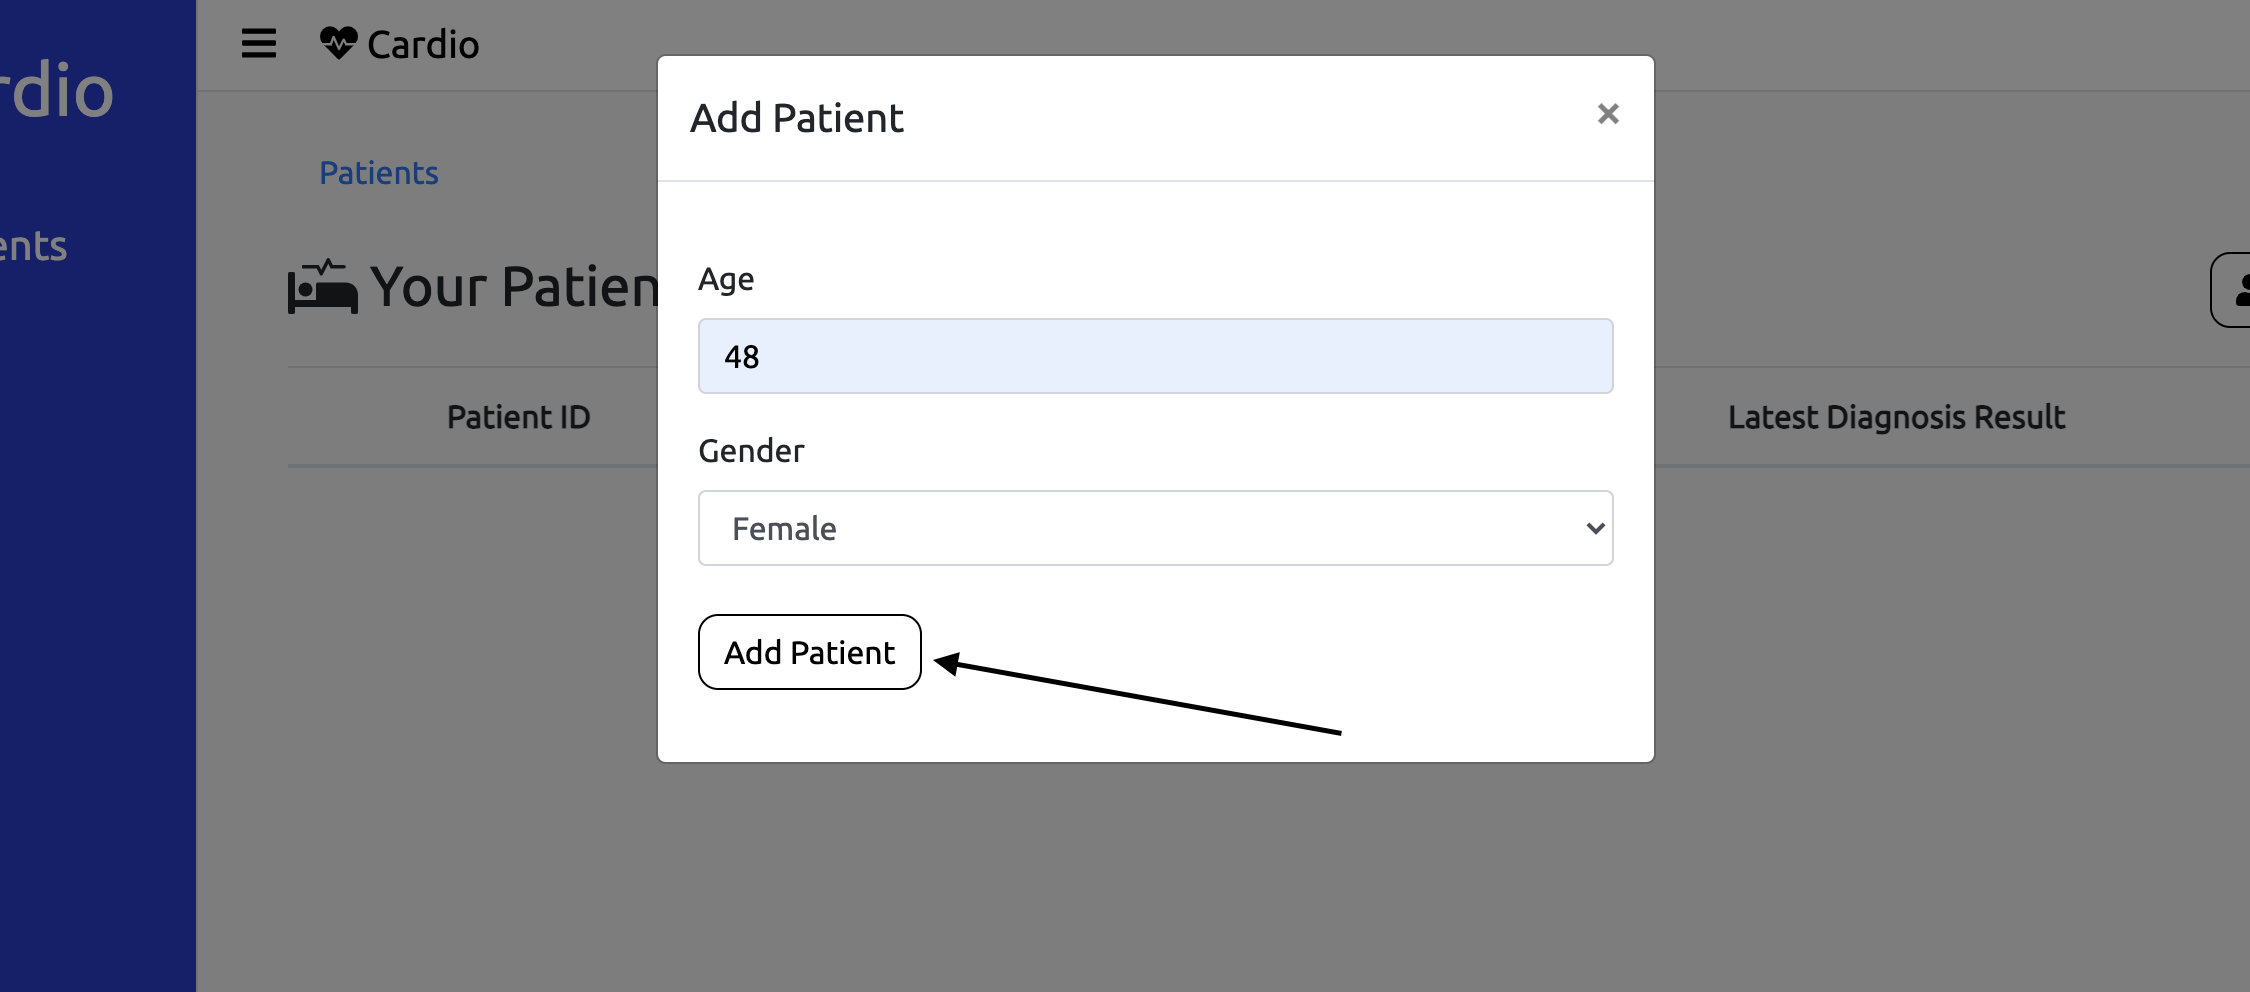 rdio
Cardio
Add Patient
×
Patients
ents
Your Patien
Age
48
Patient ID
Latest Diagnosis Result
Gender
Female
Add Patient